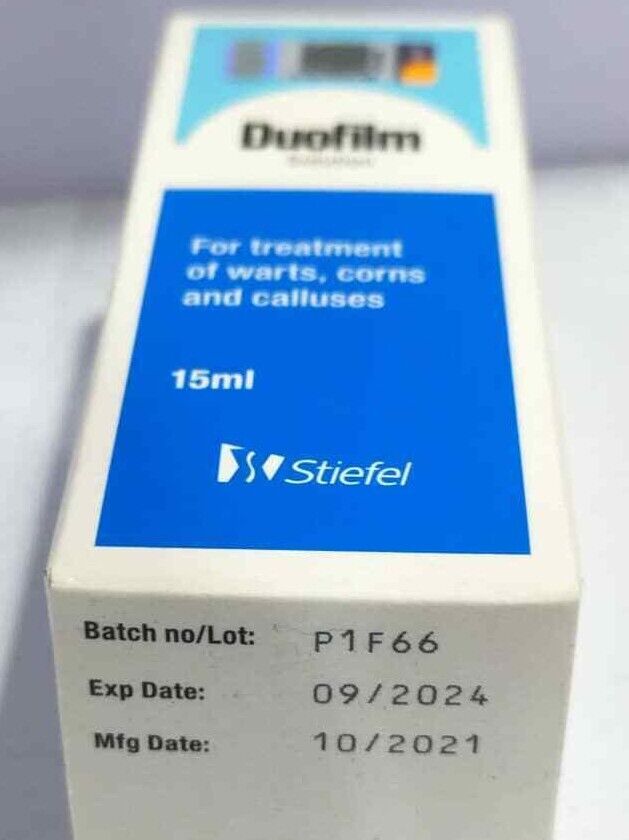 Duofilm
Solution
For treatment
of warts, corns
and calluses
15ml
Stiefel
Batch no/Lot: P1F66
Exp Date: 09/2024
Mfg Date: 10/2021